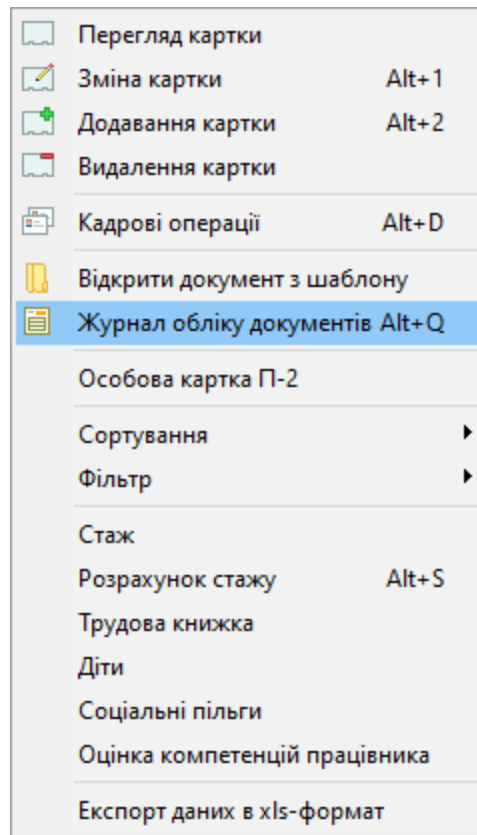 Перегляд картки
Зміна картки Alt+1
Додавання картки Alt+2
Видалення картки
Кадрові операції Alt+D
Відкрити документ з шаблону
Журнал обліку документів Alt+Q
Особова картка П-2
Сортування
Фільтр
Стаж
Розрахунок стажу Alt+S
Трудова книжка
Діти
Соціальні пільги
Оцінка компетенцій працівника
Експорт даних в xls-формат